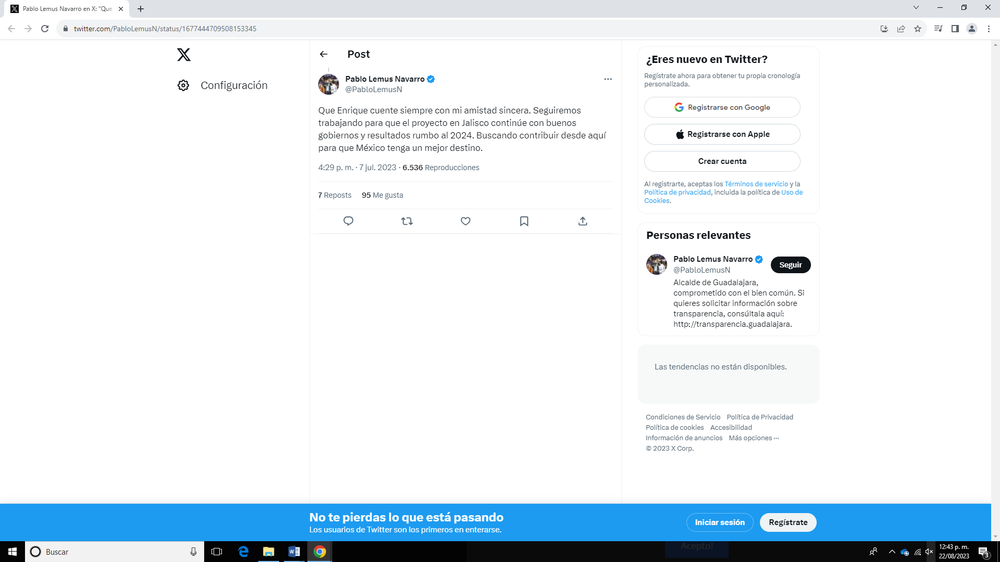 Pablo Lemus Navarro en X: "Que
twitter.com/PabloLemusN/status/1677444709508153345
Configuración
Post
Pablo Lemus Navarro
@PabloLemusN
Que Enrique cuente siempre con mi amistad sincera. Seguiremos
trabajando para que el proyecto en Jalisco continúe con buenos
gobiernos y resultados rumbo al 2024. Buscando contribuir desde aquí
para que México tenga un mejor destino.
4:29 p. m. · 7 jul. 2023 · 6.536 Reproducciones
7 Reposts 95 Me gusta
¿Eres nuevo en Twitter?
Regístrate ahora para obtener tu propia cronología
personalizada.
Registrarse con Google
Registrarse con Apple
Crear cuenta
Al registrarte, aceptas los Términos de servicio y la
Política de privacidad, incluida la política de Uso de
Cookies.
Personas relevantes
Pablo Lemus Navarro
@PabloLemusN
Seguir
Alcalde de Guadalajara,
comprometido con el bien común. Si
quieres solicitar información sobre
transparencia, consúltala aquí:
http://transparencia.guadalajara.
Las tendencias no están disponibles.
Condiciones de Servicio Política de Privacidad
Política de cookies Accesibilidad
Información de anuncios Más opciones ···
© 2023 X Corp.
No te pierdas lo que está pasando
Los usuarios de Twitter son los primeros en enterarse.
Iniciar sesión
Regístrate
Acepto!
Buscar
12:43 p. m.
22/08/2023
3